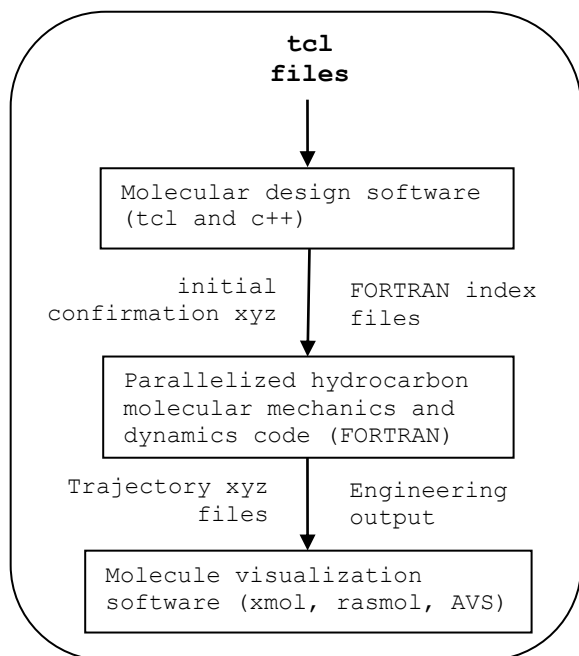 tcl
files
Molecular design software
(tcl and c++)
initial
confirmation xyz
FORTRAN index
files
Parallelized hydrocarbon
molecular mechanics and
dynamics code (FORTRAN)
Trajectory xyz
files
Engineering
output
Molecule visualization
software (xmol, rasmol, AVS)